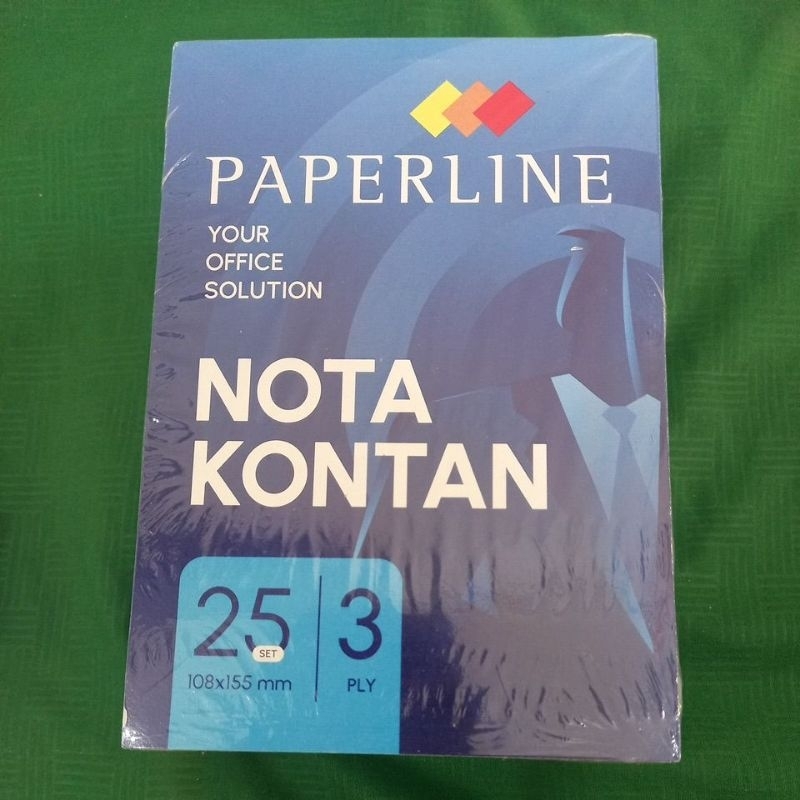 PAPERLINE
YOUR
OFFICE
SOLUTION
NOTA
KONTAN
25
SET
108x155 mm
3
PLY